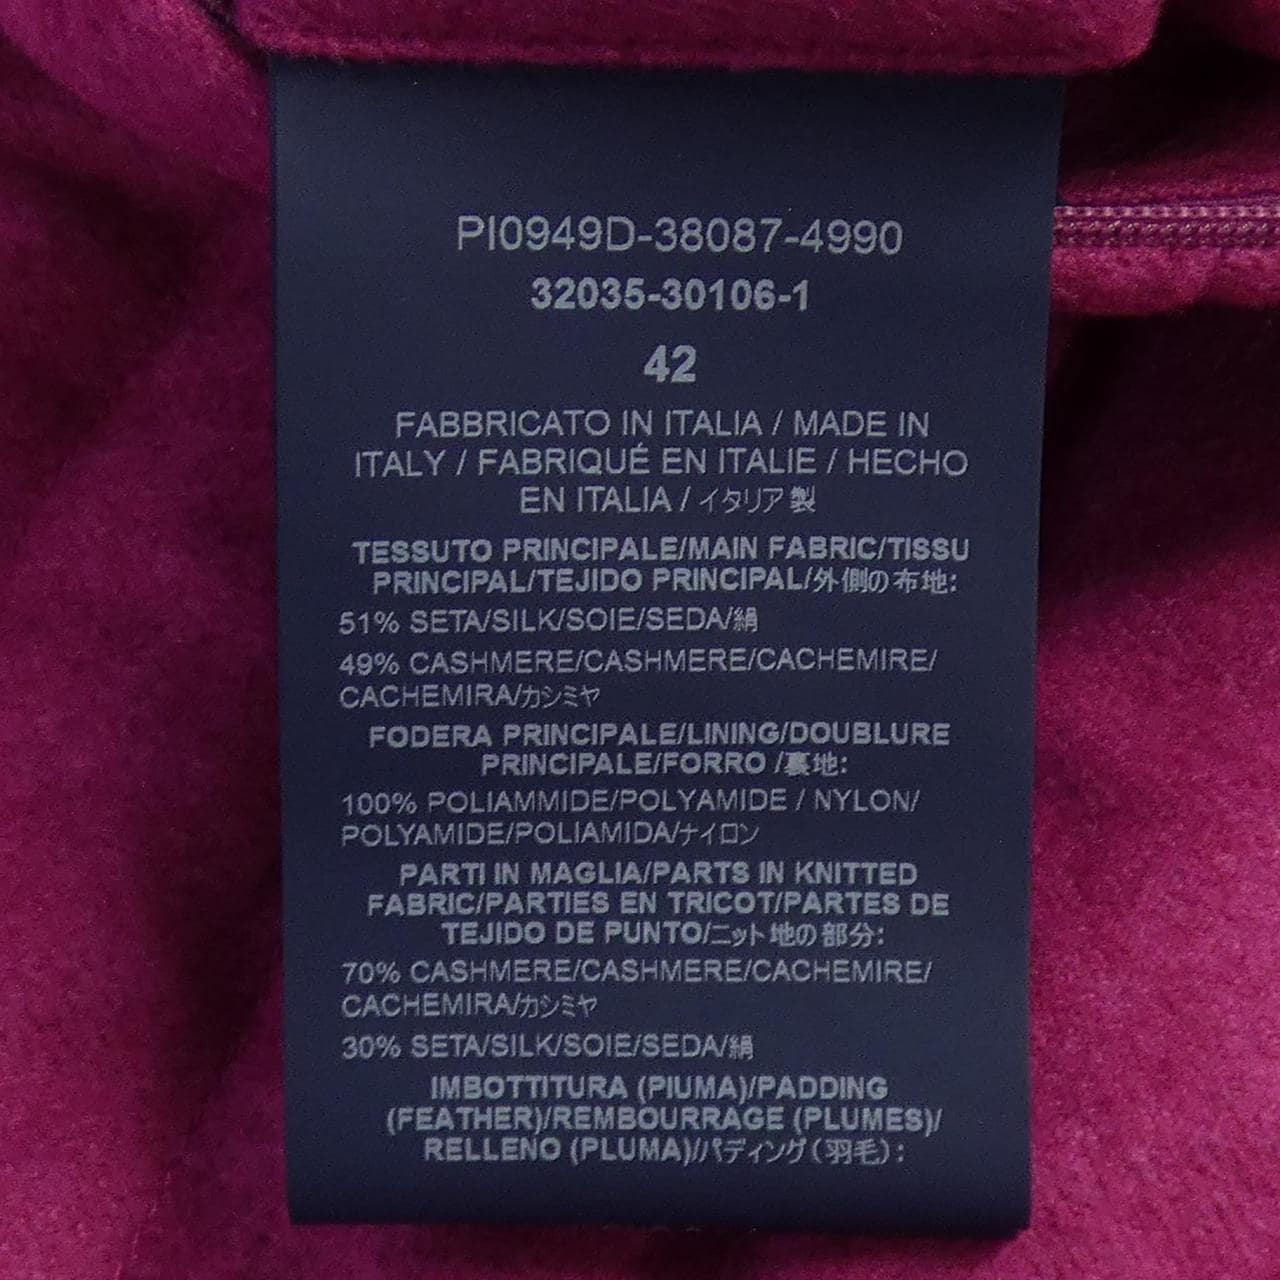 PI0949D-38087-4990
32035-30106-1
42
FABBRICATO IN ITALIA / MADE IN
ITALY / FABRIQUÉ EN ITALIE / HECHO
EN ITALIA / イタリア製
TESSUTO PRINCIPALE/MAIN FABRIC/TISSU
PRINCIPAL/TEJIDO PRINCIPAL/外側の布地:
51% SETA/SILK/SOIE/SEDA/絹
49% CASHMERE/CASHMERE/CACHEMIRE/
CACHEMIRA/カシミヤ
FODERA PRINCIPALE/LINING/DOUBLURE
PRINCIPALE/FORRO /裏地:
100% POLIAMMIDE/POLYAMIDE / NYLON/
POLYAMIDE/POLIAMIDA/ナイロン
PARTI IN MAGLIA/PARTS IN KNITTED
FABRIC/PARTIES EN TRICOT/PARTES DE
TEJIDO DE PUNTO/ニット地の部分:
70% CASHMERE/CASHMERE/CACHEMIRE/
CACHEMIRA/カシミヤ
30% SETA/SILK/SOIE/SEDA/絹
IMBOTTITURA (PIUMA)/PADDING
(FEATHER)/REMBOURRAGE (PLUMES)/
RELLENO (PLUMA)/パディング(羽毛):